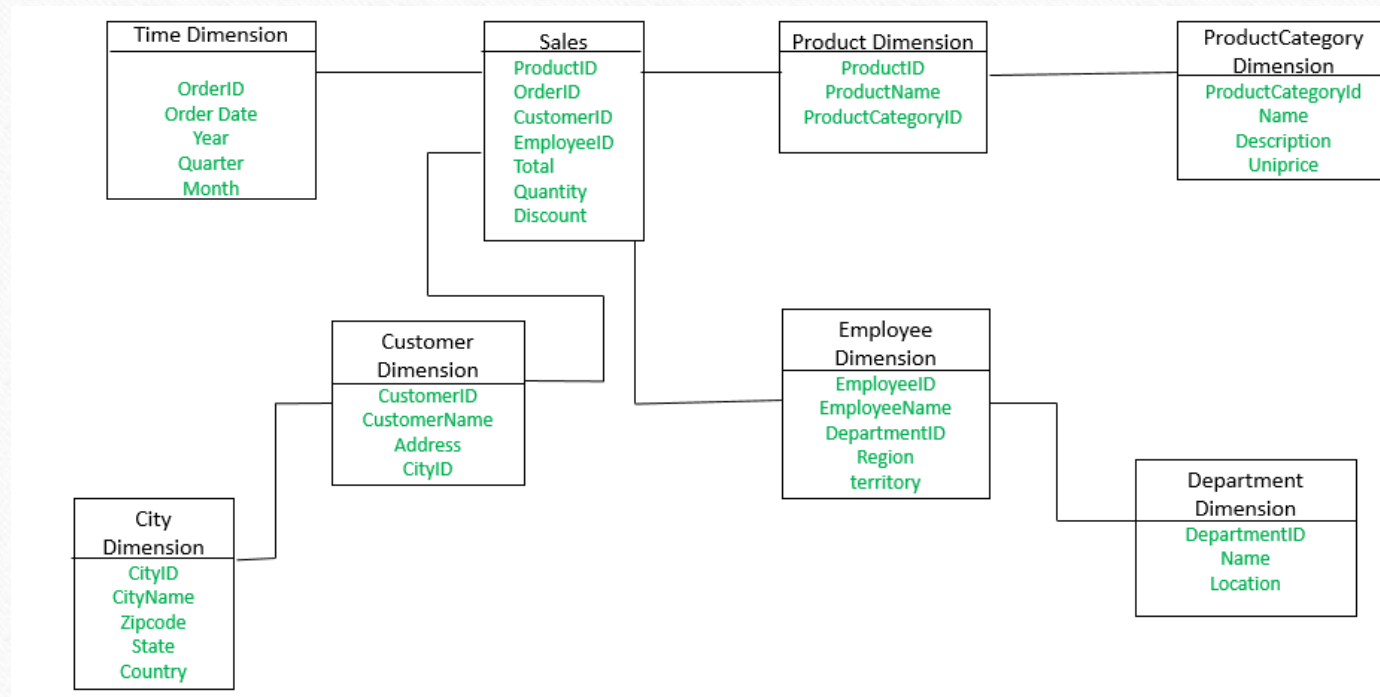 Time Dimension
OrderID
Order Date
Year
Quarter
Month
Sales
ProductID
OrderID
CustomerID
EmployeeID
Total
Quantity
Discount
Product Dimension
ProductID
ProductName
ProductCategoryID
ProductCategory
Dimension
ProductCategoryId
Name
Description
Uniprice
Customer
Dimension
CustomerID
CustomerName
Address
CityID
Employee
Dimension
EmployeeID
EmployeeName
DepartmentID
Region
territory
City
Dimension
CityID
CityName
Zipcode
State
Country
Department
Dimension
DepartmentID
Name
Location